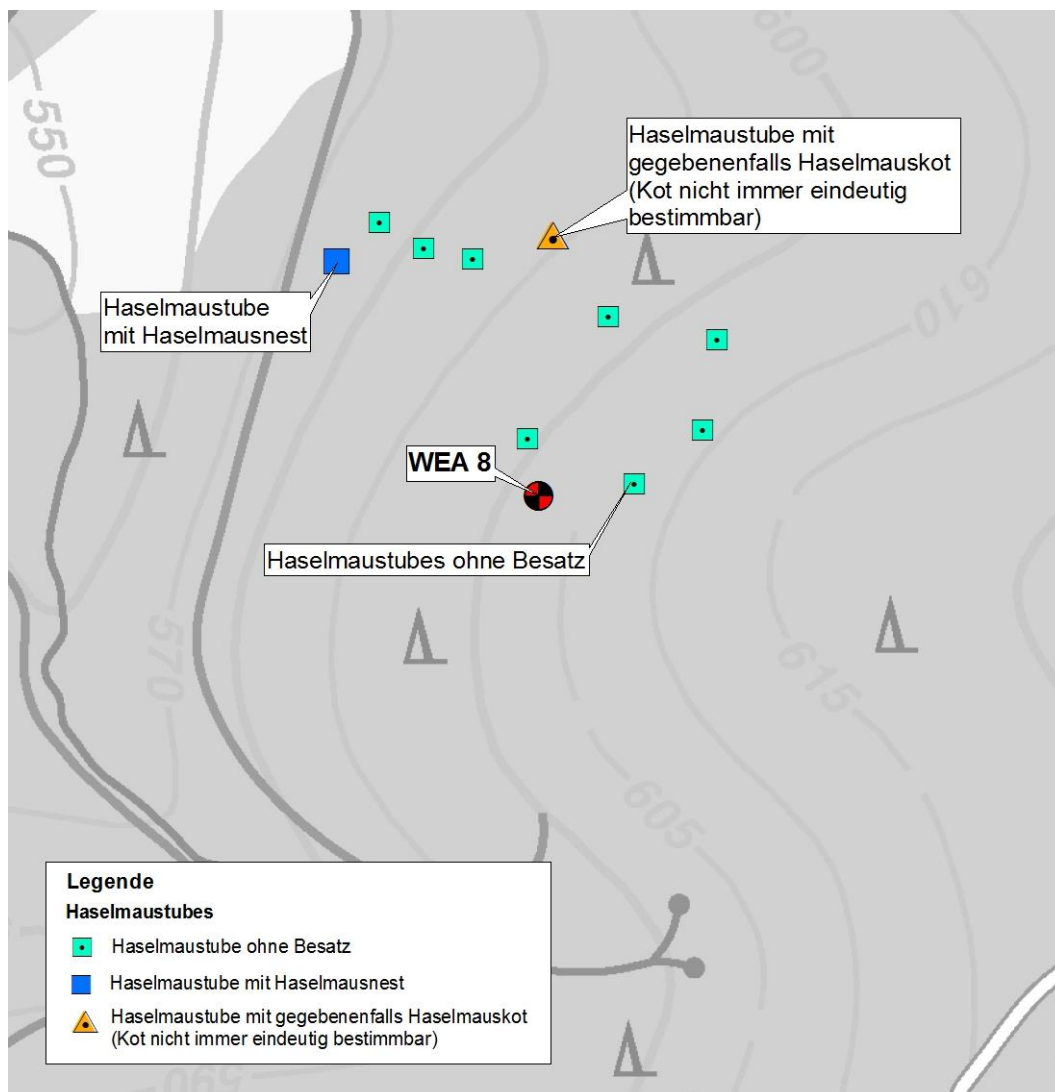 600
550
Haselmaustube mit
gegebenenfalls Haselmauskot
(Kot nicht immer eindeutig
bestimmbar)
610
Haselmaustube
mit Haselmausnest
WEA 8
Haselmaustubes ohne Besatz
570
615
605
Legende
Haselmaustubes
Haselmaustube ohne Besatz
Haselmaustube mit Haselmausnest
Haselmaustube mit gegebenenfalls Haselmauskot
(Kot nicht immer eindeutig bestimmbar)
590